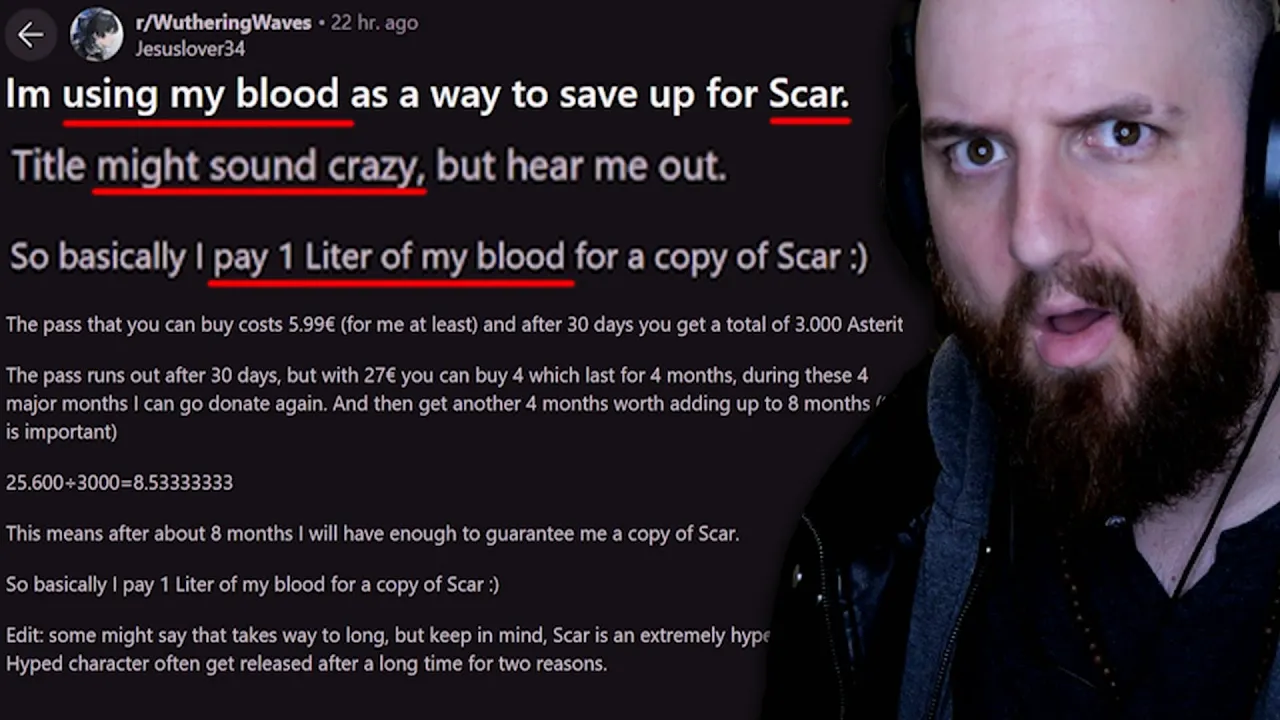 r/WutheringWaves • 22 hr. ago
Jesuslover34
Im using my blood as a way to save up for Scar.
Title might sound crazy, but hear me out.
So basically I pay 1 Liter of my blood for a copy of Scar :)
The pass that you can buy costs 5.99€ (for me at least) and after 30 days you get a total of 3.000 Asterit
The pass runs out after 30 days, but with 27€ you can buy 4 which last for 4 months, during these 4
major months I can go donate again. And then get another 4 months worth adding up to 8 months (
is important)
25.600÷3000=8.53333333
This means after about 8 months I will have enough to guarantee me a copy of Scar.
So basically I pay 1 Liter of my blood for a copy of Scar :)
Edit: some might say that takes way to long, but keep in mind, Scar is an extremely hype
Hyped character often get released after a long time for two reasons.